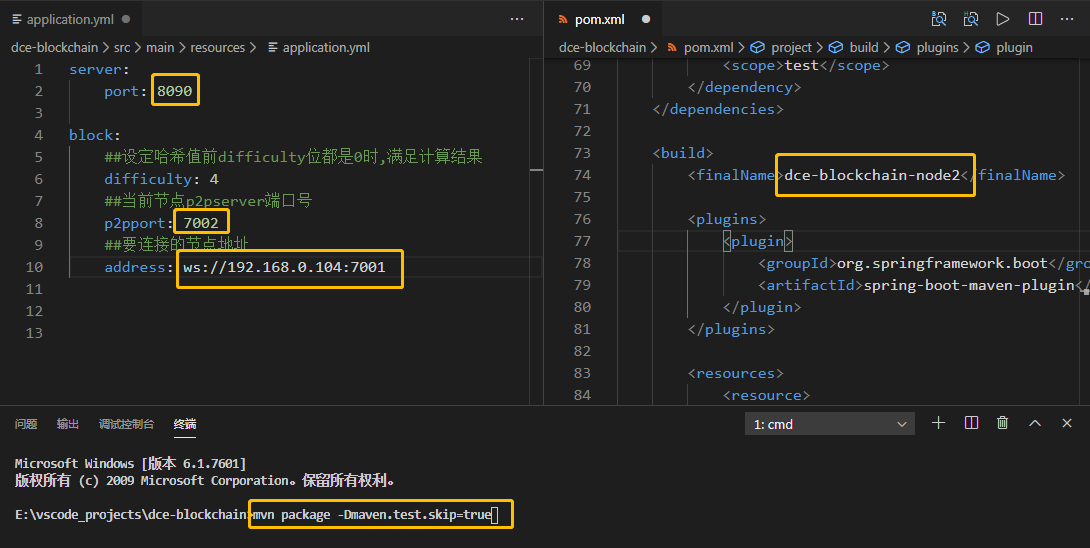 application.yml
dce-blockchain > src > main > resources > application.yml
1 server:
2 port: 8090
3
4 block:
5 ##设定哈希值前difficulty位都是0时,满足计算结果
6 difficulty: 4
7 ##当前节点p2pserver端口号
8 p2pport: 7002
9 ##要连接的节点地址
10 address: ws://192.168.0.104:7001
11
12
13
pom.xml
dce-blockchain > pom.xml > project > build > plugins > plugin
69 <scope>test</scope>
70 </dependency>
71 </dependencies>
72
73 <build>
74 <finalName>dce-blockchain-node2</finalName>
75
76 <plugins>
77 <plugin>
78 <groupId>org.springframework.boot</gro
79 <artifactId>spring-boot-maven-plugin</
80 </plugin>
81 </plugins>
82
83 <resources>
84 <resource>
问题 输出 调试控制台 终端
1: cmd
Microsoft Windows [版本 6.1.7601]
版权所有 (c) 2009 Microsoft Corporation。保留所有权利。
E:\vscode_projects\dce-blockchain>mvn package -Dmaven.test.skip=true